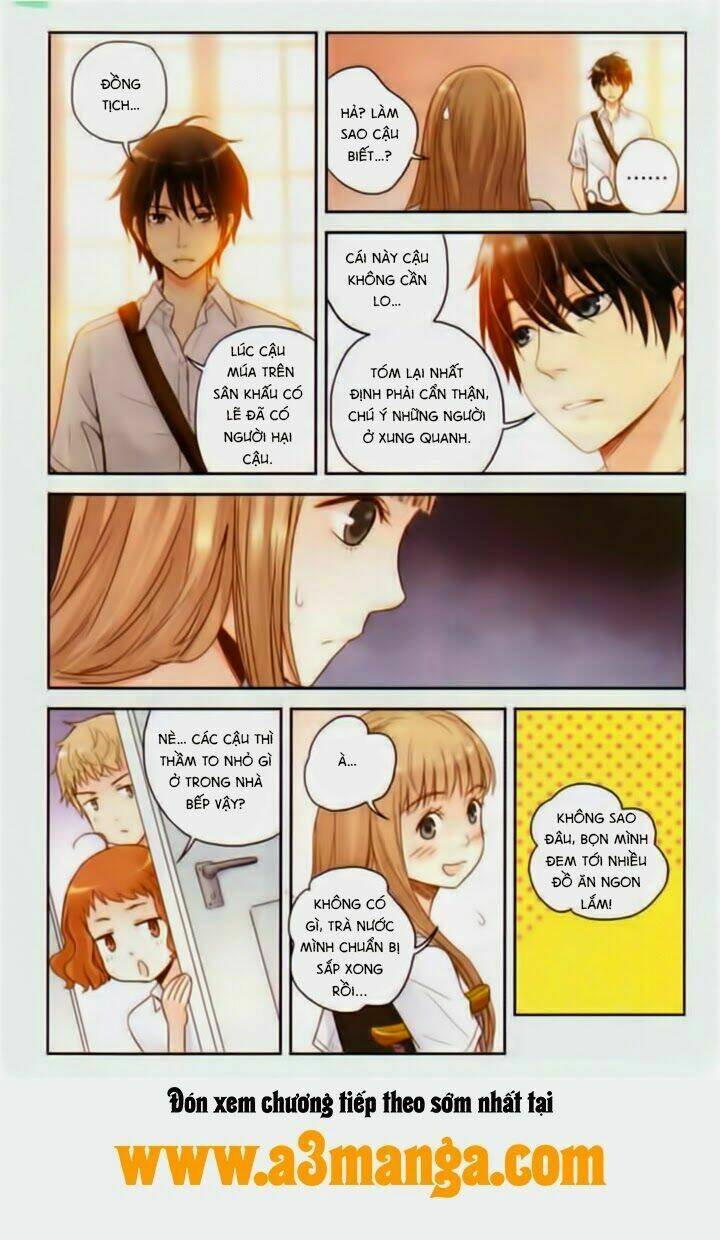 ĐỒNG
TỊCH...
LÚC CẬU
MÚA TRÊN
SÂN KHẤU CÓ
LẼ ĐÃ CÓ
NGƯỜI HẠI
CẬU.
HẢ? LÀM
SAO CẬU
BIẾT...?
......
CÁI NÀY CẬU
KHÔNG CẦN
LO...
TÓM LẠI NHẤT
ĐỊNH PHẢI CẨN THẬN,
CHÚ Ý NHỮNG NGƯỜI
Ở XUNG QUANH.
NÈ... CÁC CẬU THÌ
THẦM TO NHỎ GÌ
Ở TRONG NHÀ
BẾP VẬY?
À...
KHÔNG CÓ
GÌ, TRÀ NƯỚC
MÌNH CHUẨN BỊ
SẮP XONG
RỒI...
KHÔNG SAO
ĐÂU, BỌN MÌNH
ĐEM TỚI NHIỀU
ĐỒ ĂN NGON
LẮM!
Đón xem chương tiếp theo sớm nhất tại
www.a3manga.com